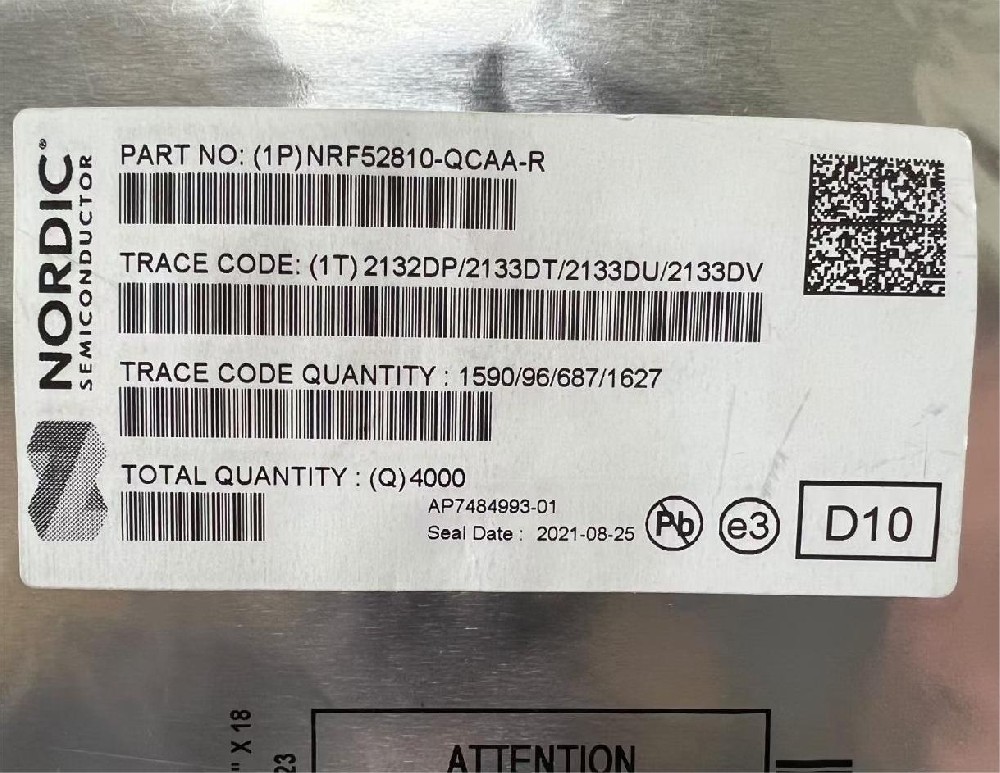 NORDIC®
SEMICONDUCTOR
PART NO: (1P)NRF52810-QCAA-R
TRACE CODE: (1T) 2132DP/2133DT/2133DU/2133DV
TRACE CODE QUANTITY : 1590/96/687/1627
TOTAL QUANTITY : (Q)4000
AP7484993-01
Seal Date : 2021-08-25
Pb
e3
D10
" X 18
23
ATTENTION